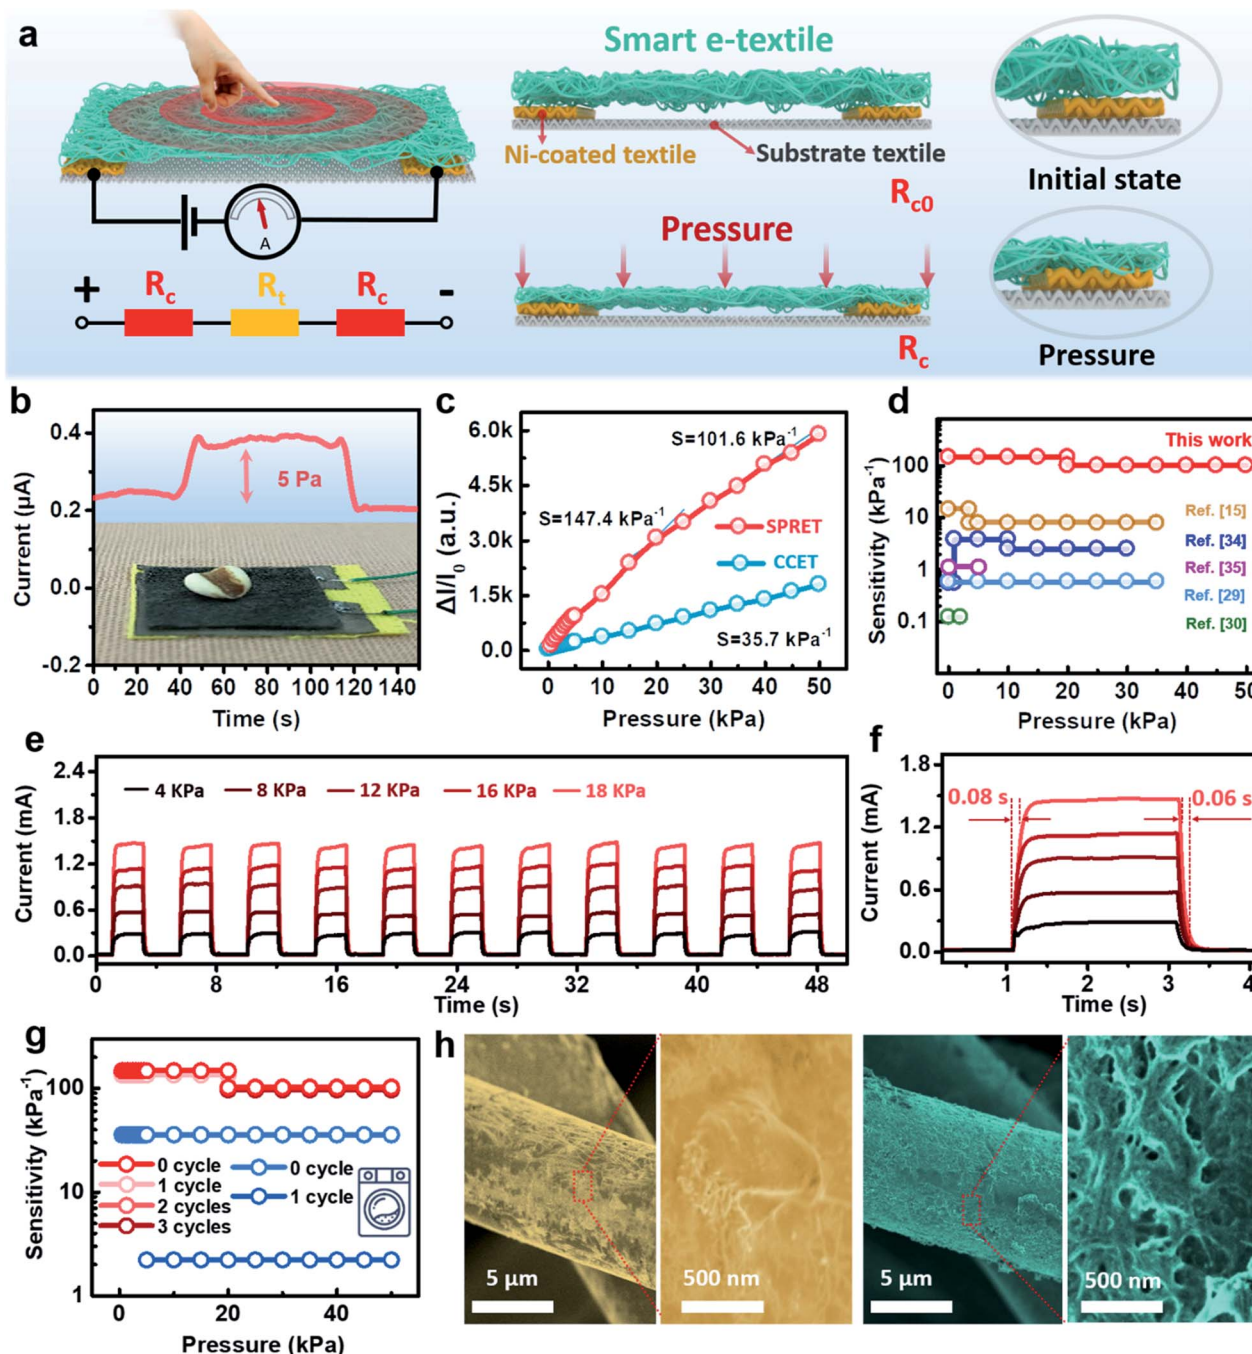 a
Smart e-textile
Ni-coated textile
Substrate textile
R_c0
Initial state
A
Pressure
+
R_c
R_t
R_c
-
R_c
Pressure
b
0.4
0.2
0.0
-0.2
Current (µA)
5 Pa
0 20 40 60 80 100 120 140
Time (s)
c
6.0k
4.5k
3.0k
1.5k
0.0
ΔI/I₀ (a.u.)
S=101.6 kPa⁻¹
S=147.4 kPa⁻¹
SPRET
CCET
S=35.7 kPa⁻¹
0 10 20 30 40 50
Pressure (kPa)
d
100
10
1
0.1
Sensitivity (kPa⁻¹)
This work
Ref. [15]
Ref. [34]
Ref. [35]
Ref. [29]
Ref. [30]
0 10 20 30 40 50
Pressure (kPa)
e
2.4
1.8
1.2
0.6
0.0
Current (mA)
4 KPa 8 KPa 12 KPa 16 KPa 18 KPa
0 8 16 24 32 40 48
Time (s)
f
1.8
1.2
0.6
0.0
Current (mA)
0.08 s
0.06 s
1 2 3 4
Time (s)
g
100
10
1
Sensitivity (kPa⁻¹)
0 cycle
1 cycle
2 cycles
3 cycles
0 cycle
1 cycle
0 20 40
Pressure (kPa)
h
5 µm
500 nm
5 µm
500 nm